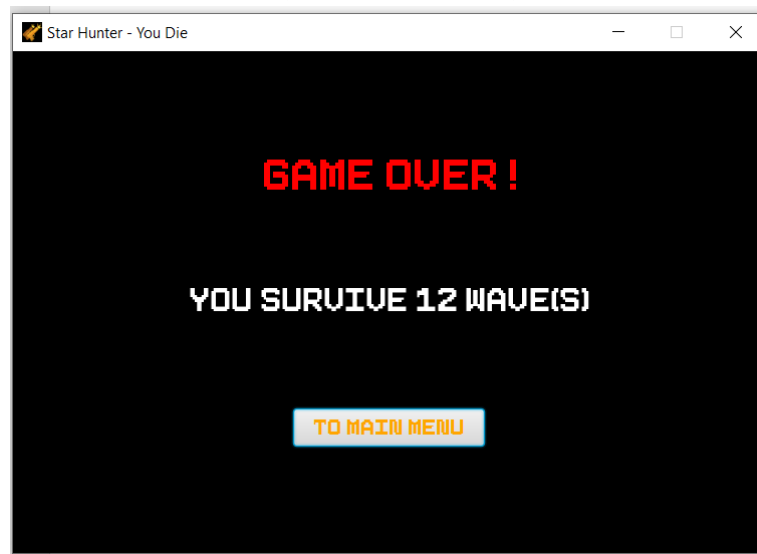 Star Hunter - You Die
GAME OVER !
YOU SURVIVE 12 WAVE(S)
TO MAIN MENU